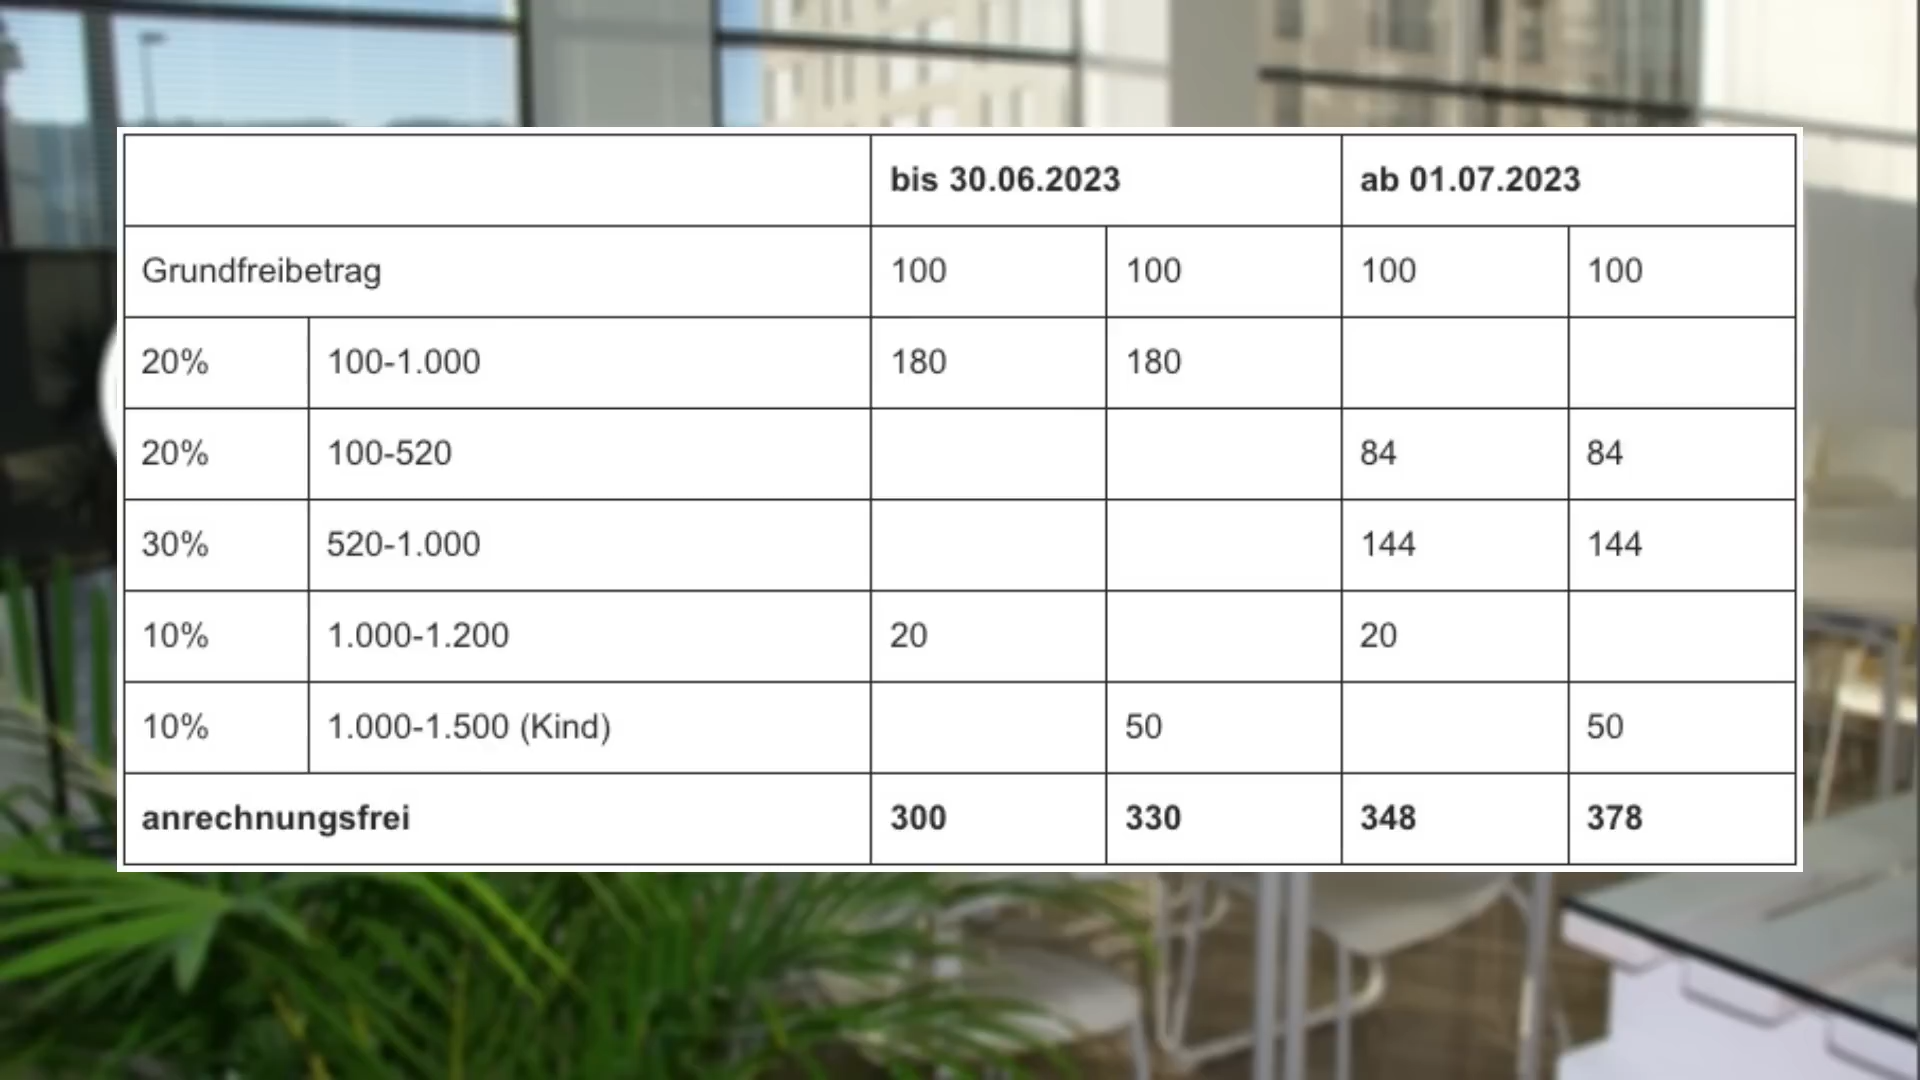 bis 30.06.2023 ab 01.07.2023
Grundfreibetrag 100 100 100 100
20% 100-1.000 180 180
20% 100-520 84 84
30% 520-1.000 144 144
10% 1.000-1.200 20 20
10% 1.000-1.500 (Kind) 50 50
anrechnungsfrei 300 330 348 378